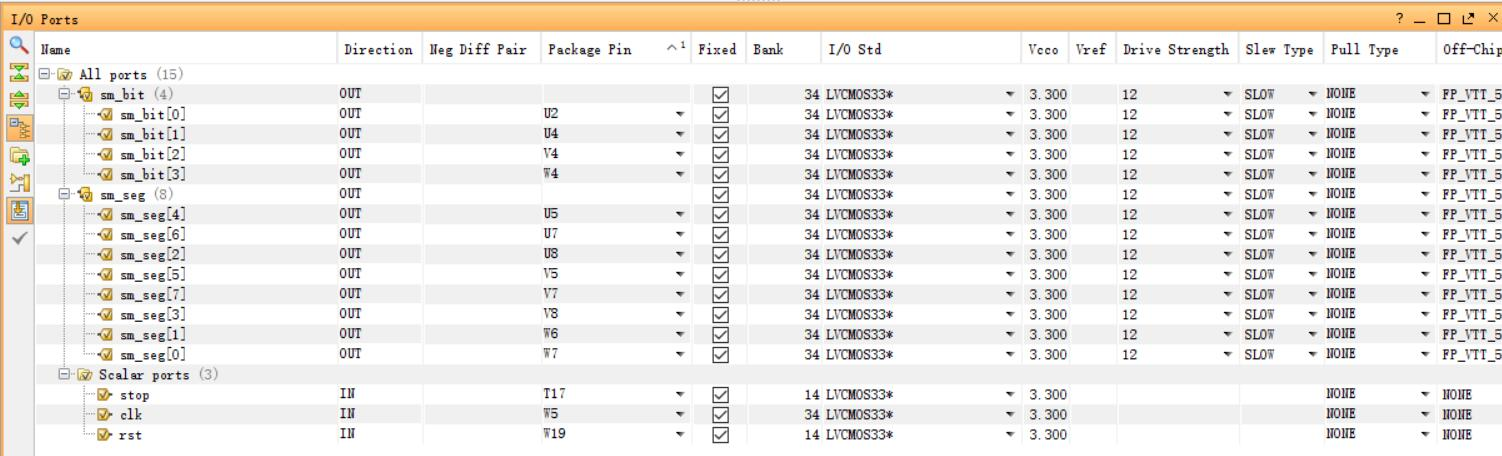 I/O Ports
Name Direction Neg Diff Pair Package Pin 1 Fixed Bank I/O Std Vcco Vref Drive Strength Slew Type Pull Type Off-Chip
All ports (15)
sm_bit (4) OUT 34 LVCMOS33* 3.300 12 SLOW NONE FP_VTT_5
sm_bit[0] OUT U2 34 LVCMOS33* 3.300 12 SLOW NONE FP_VTT_5
sm_bit[1] OUT U4 34 LVCMOS33* 3.300 12 SLOW NONE FP_VTT_5
sm_bit[2] OUT V4 34 LVCMOS33* 3.300 12 SLOW NONE FP_VTT_5
sm_bit[3] OUT W4 34 LVCMOS33* 3.300 12 SLOW NONE FP_VTT_5
sm_seg (8) OUT 34 LVCMOS33* 3.300 12 SLOW NONE FP_VTT_5
sm_seg[4] OUT U5 34 LVCMOS33* 3.300 12 SLOW NONE FP_VTT_5
sm_seg[6] OUT U7 34 LVCMOS33* 3.300 12 SLOW NONE FP_VTT_5
sm_seg[2] OUT U8 34 LVCMOS33* 3.300 12 SLOW NONE FP_VTT_5
sm_seg[5] OUT V5 34 LVCMOS33* 3.300 12 SLOW NONE FP_VTT_5
sm_seg[7] OUT V7 34 LVCMOS33* 3.300 12 SLOW NONE FP_VTT_5
sm_seg[3] OUT V8 34 LVCMOS33* 3.300 12 SLOW NONE FP_VTT_5
sm_seg[1] OUT W6 34 LVCMOS33* 3.300 12 SLOW NONE FP_VTT_5
sm_seg[0] OUT W7 34 LVCMOS33* 3.300 12 SLOW NONE FP_VTT_5
Scalar ports (3)
stop IN T17 14 LVCMOS33* 3.300 NONE NONE
clk IN W5 34 LVCMOS33* 3.300 NONE NONE
rst IN W19 14 LVCMOS33* 3.300 NONE NONE